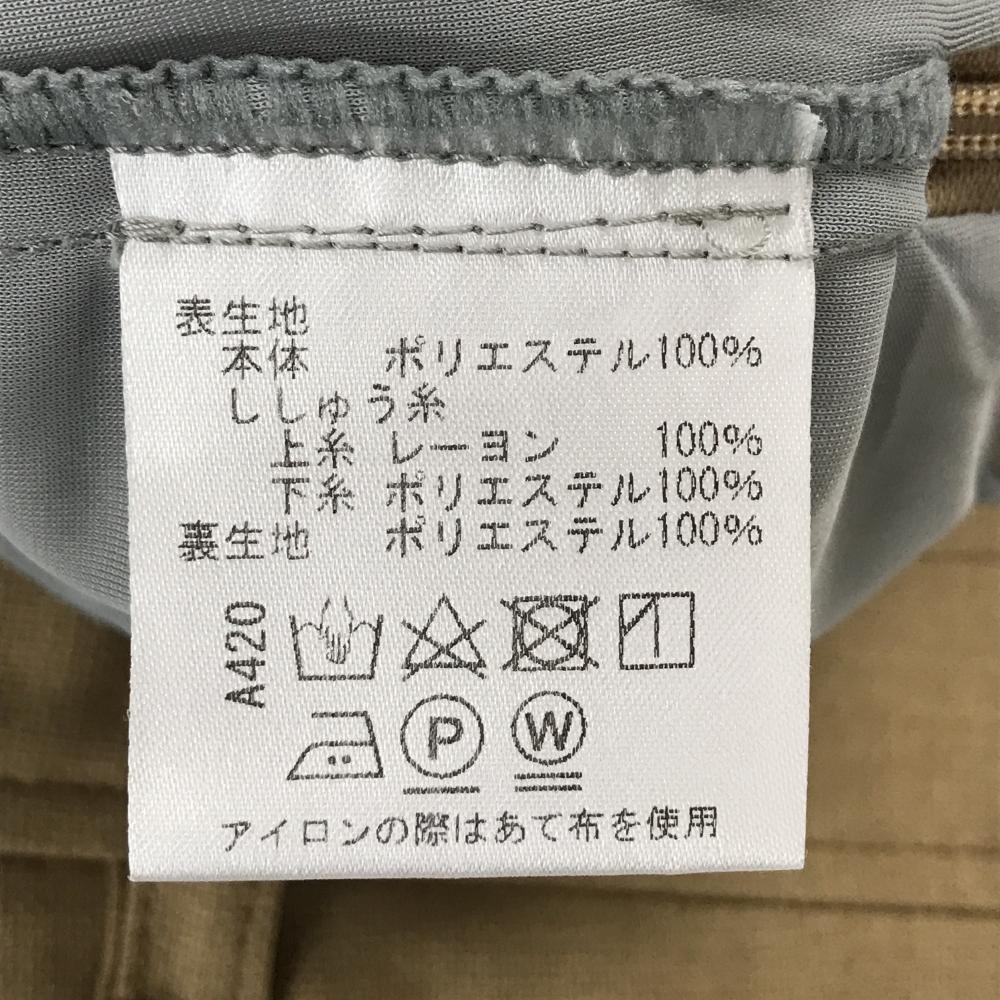 表生地
本体 ポリエステル100%
ししゅう糸
上糸 レーヨン 100%
下糸 ポリエステル100%
裏生地 ポリエステル100%
A420
P W
アイロンの際はあて布を使用